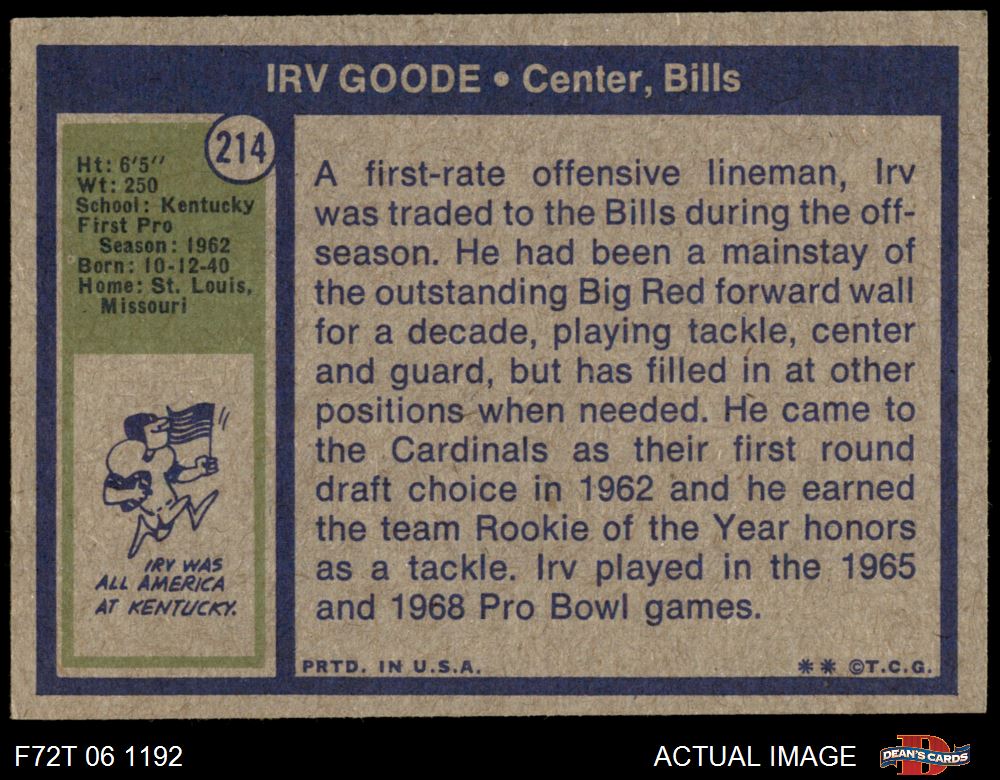 IRV GOODE • Center, Bills
214
Ht: 6'5''
Wt: 250
School: Kentucky
First Pro
Season: 1962
Born: 10-12-40
Home: St. Louis,
Missouri
IRV WAS
ALL AMERICA
AT KENTUCKY.
A first-rate offensive lineman, Irv
was traded to the Bills during the off-
season. He had been a mainstay of
the outstanding Big Red forward wall
for a decade, playing tackle, center
and guard, but has filled in at other
positions when needed. He came to
the Cardinals as their first round
draft choice in 1962 and he earned
the team Rookie of the Year honors
as a tackle. Irv played in the 1965
and 1968 Pro Bowl games.
PRTD. IN U.S.A.
** ©T.C.G.
F72T 06 1192
ACTUAL IMAGE
D
DEAN'S CARDS